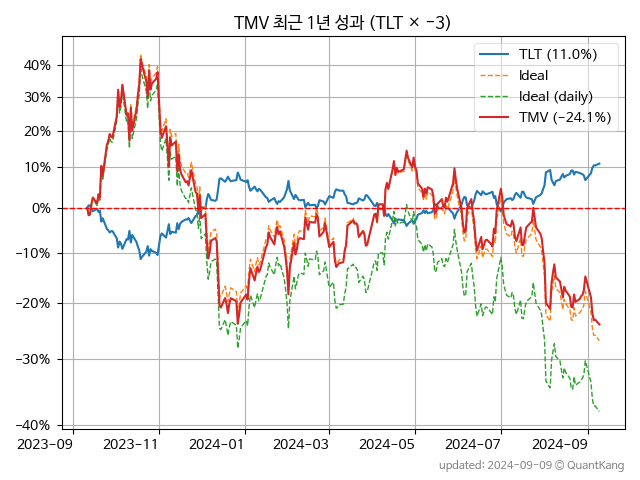 TMV 최근 1년 성과 (TLT × −3)
TLT (11.0%)
Ideal
Ideal (daily)
TMV (−24.1%)
40%
30%
20%
10%
0%
−10%
−20%
−30%
−40%
2023-09
2023-11
2024-01
2024-03
2024-05
2024-07
2024-09
updated: 2024-09-09 © QuantKang